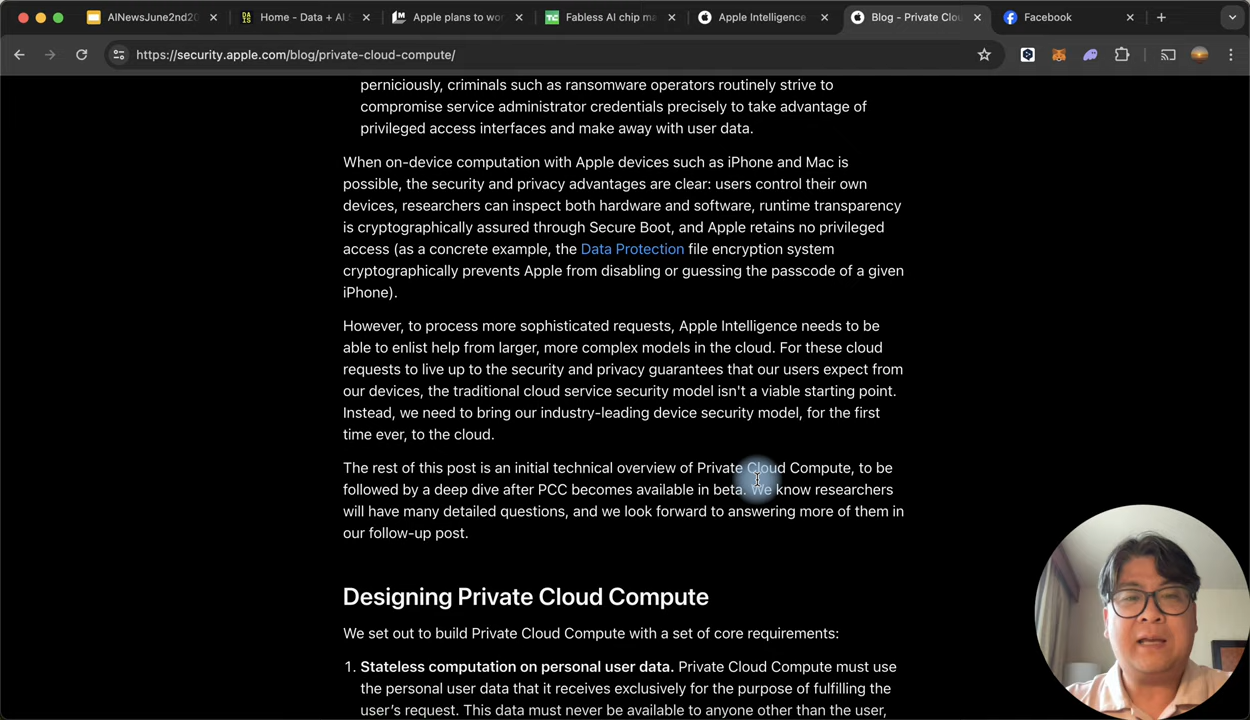 AINewsJune2nd20
Home - Data + AI S
Apple plans to wor
Fabless AI chip ma
Apple Intelligence
Blog - Private Clou
Facebook
https://security.apple.com/blog/private-cloud-compute/
perniciously, criminals such as ransomware operators routinely strive to
compromise service administrator credentials precisely to take advantage of
privileged access interfaces and make away with user data.
When on-device computation with Apple devices such as iPhone and Mac is
possible, the security and privacy advantages are clear: users control their own
devices, researchers can inspect both hardware and software, runtime transparency
is cryptographically assured through Secure Boot, and Apple retains no privileged
access (as a concrete example, the Data Protection file encryption system
cryptographically prevents Apple from disabling or guessing the passcode of a given
iPhone).
However, to process more sophisticated requests, Apple Intelligence needs to be
able to enlist help from larger, more complex models in the cloud. For these cloud
requests to live up to the security and privacy guarantees that our users expect from
our devices, the traditional cloud service security model isn't a viable starting point.
Instead, we need to bring our industry-leading device security model, for the first
time ever, to the cloud.
The rest of this post is an initial technical overview of Private Cloud Compute, to be
followed by a deep dive after PCC becomes available in beta. We know researchers
will have many detailed questions, and we look forward to answering more of them in
our follow-up post.
Designing Private Cloud Compute
We set out to build Private Cloud Compute with a set of core requirements:
1. Stateless computation on personal user data. Private Cloud Compute must use
the personal user data that it receives exclusively for the purpose of fulfilling the
user's request. This data must never be available to anyone other than the user,